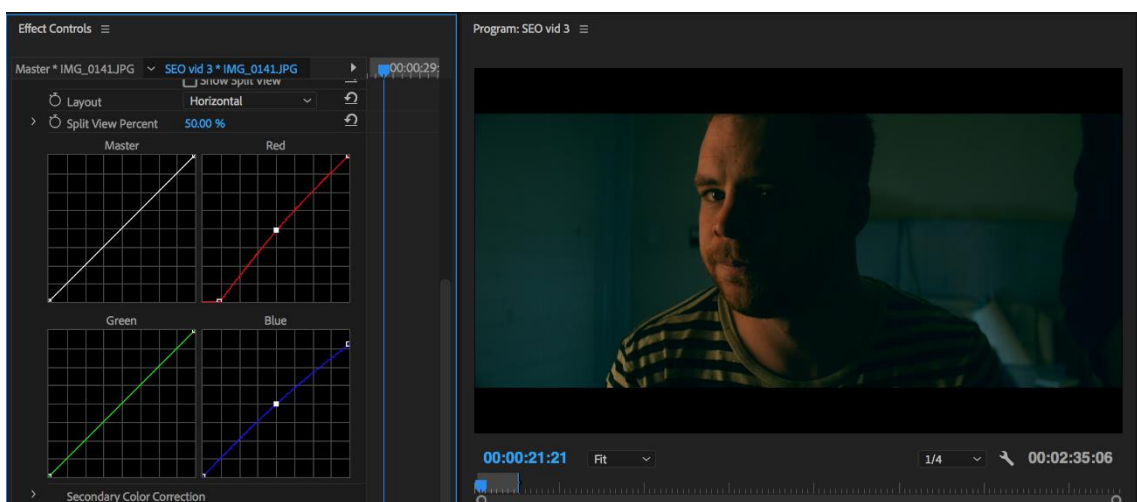 Effect Controls
Master * IMG_0141.JPG
SEO vid 3 * IMG_0141.JPG
00:00:29:
Show Split View
Layout
Horizontal
Split View Percent
50.00 %
Master
Red
Green
Blue
Secondary Color Correction
Program: SEO vid 3
00:00:21:21
Fit
1/4
00:02:35:06